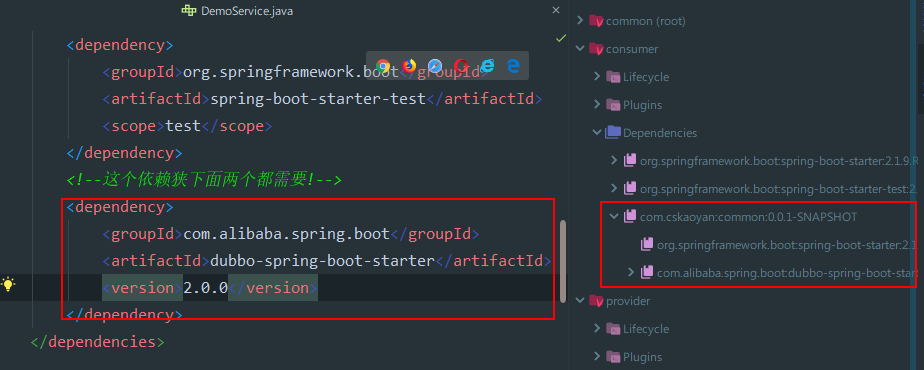 DemoService.java
<dependency>
<groupId>org.springframework.boot</groupId>
<artifactId>spring-boot-starter-test</artifactId>
<scope>test</scope>
</dependency>
<!--这个依赖狭下面两个都需要!-->
<dependency>
<groupId>com.alibaba.spring.boot</groupId>
<artifactId>dubbo-spring-boot-starter</artifactId>
<version>2.0.0</version>
</dependency>
</dependencies>
common (root)
consumer
Lifecycle
Plugins
Dependencies
org.springframework.boot:spring-boot-starter:2.1.9.R
org.springframework.boot:spring-boot-starter-test:2.
com.cskaoyan:common:0.0.1-SNAPSHOT
org.springframework.boot:spring-boot-starter:2.1
com.alibaba.spring.boot:dubbo-spring-boot-star
provider
Lifecycle
Plugins